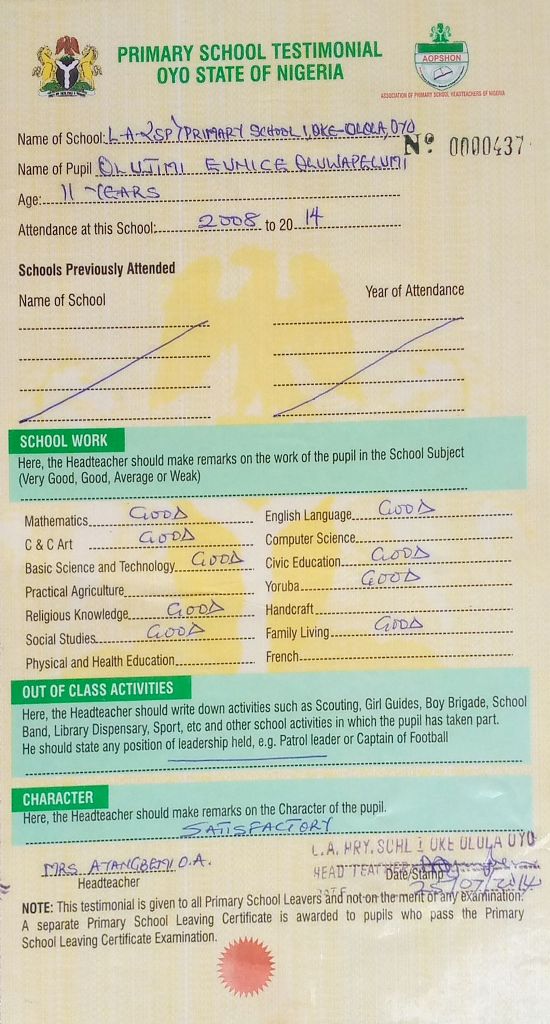 PRIMARY SCHOOL TESTIMONIAL
OYO STATE OF NIGERIA
AOPSHON
ASSOCIATION OF PRIMARY SCHOOL HEADTEACHERS OF NIGERIA
Name of School: L-A PRIMARY SCHOOL I, OKE-OLOLA, OYO
Nº 0000437
Name of Pupil OLUJIMI EUNICE OLUWAPELUMI
Age: 11 YEARS
Attendance at this School: 2008 to 20 14
Schools Previously Attended
Name of School Year of Attendance
SCHOOL WORK
Here, the Headteacher should make remarks on the work of the pupil in the School Subject
(Very Good, Good, Average or Weak)
Mathematics GOOD English Language GOOD
C & C Art GOOD Computer Science
Basic Science and Technology GOOD Civic Education GOOD
Practical Agriculture Yoruba GOOD
Religious Knowledge GOOD Handcraft
Social Studies GOOD Family Living GOOD
Physical and Health Education French
OUT OF CLASS ACTIVITIES
Here, the Headteacher should write down activities such as Scouting, Girl Guides, Boy Brigade, School
Band, Library Dispensary, Sport, etc and other school activities in which the pupil has taken part.
He should state any position of leadership held, e.g. Patrol leader or Captain of Football
CHARACTER
Here, the Headteacher should make remarks on the Character of the pupil.
SATISFACTORY
L.A. PRY. SCHL I OKE OLOLA OYO
MRS AYANGBEMI O.A. HEAD TEACHER
Headteacher Date/Stamp 25/07/2014
DATE
NOTE: This testimonial is given to all Primary School Leavers and not on the merit of any examination.
A separate Primary School Leaving Certificate is awarded to pupils who pass the Primary
School Leaving Certificate Examination.